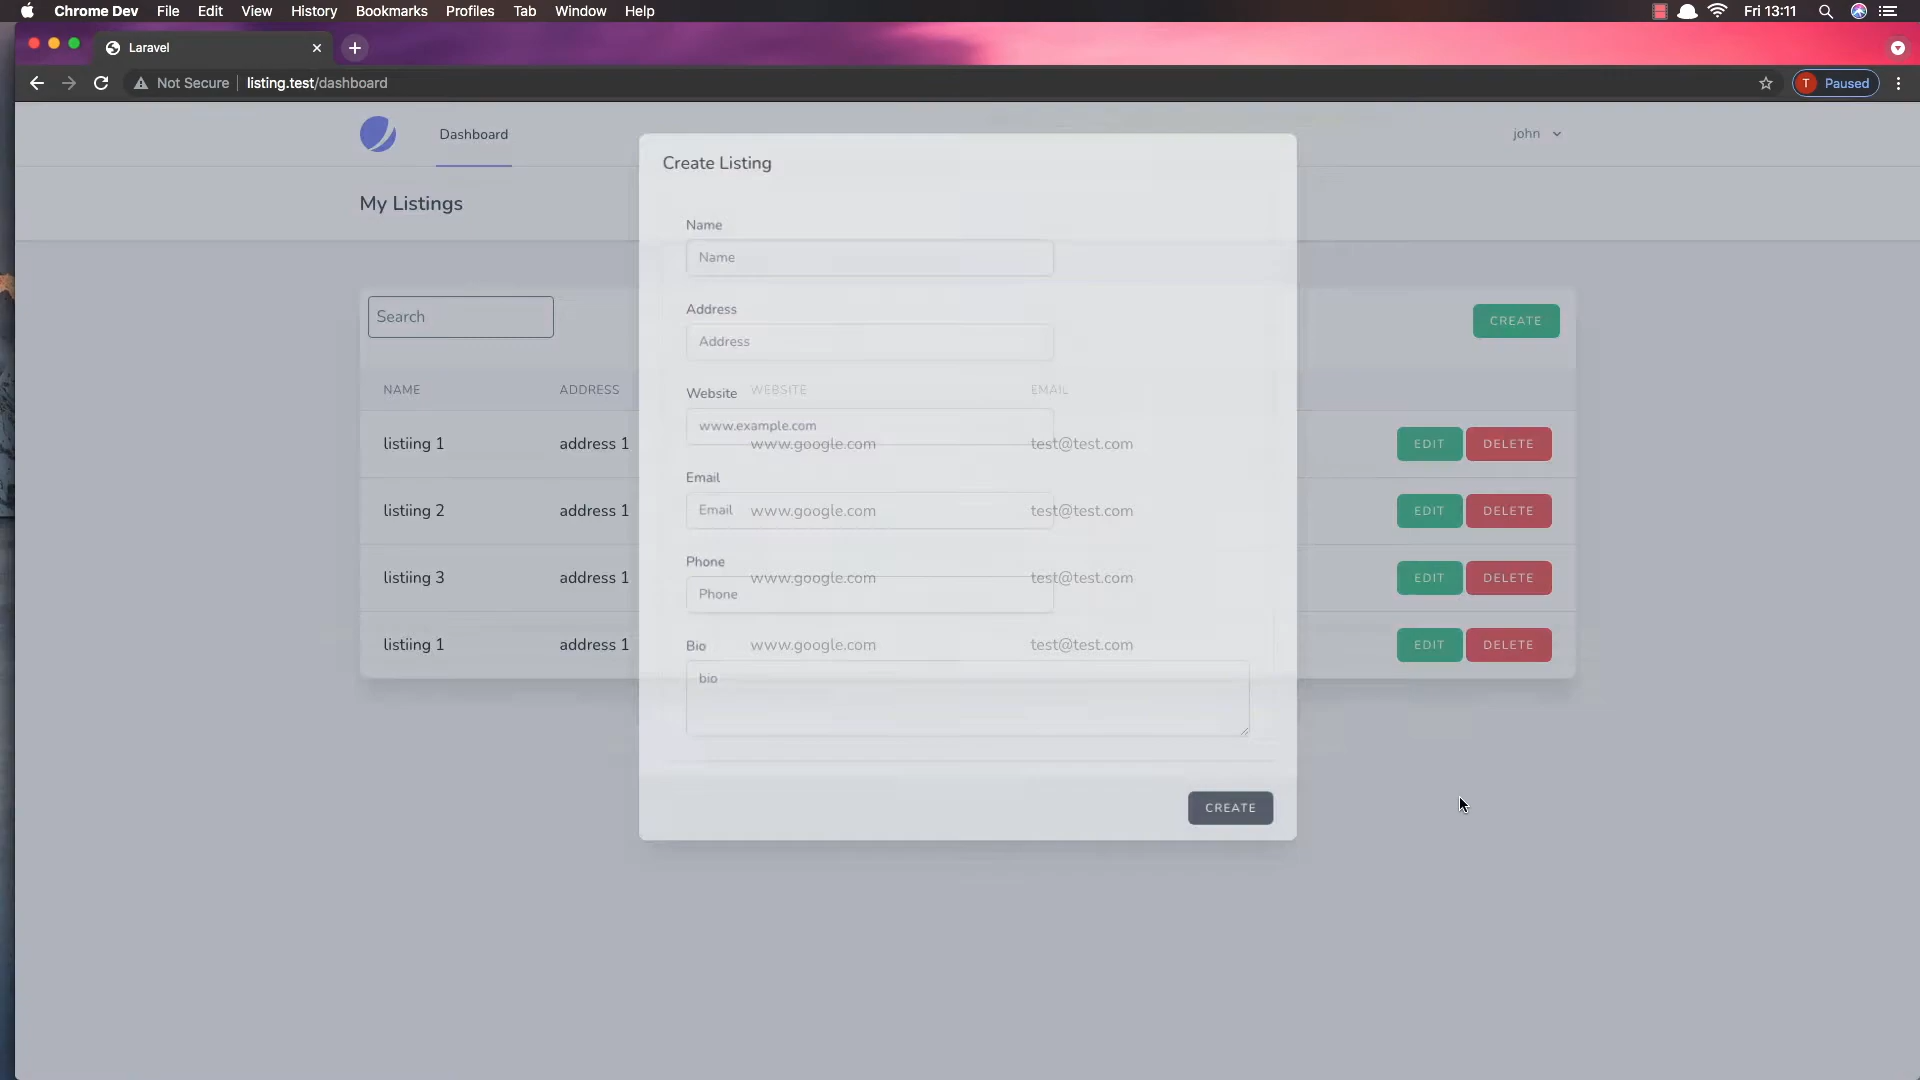 Chrome Dev File Edit View History Bookmarks Profiles Tab Window Help Fri 13:11
Laravel
Not Secure listing.test/dashboard T Paused
Dashboard john
My Listings
Create Listing
Name
Name
Address
Address
Website
www.example.com
Email
Email
Phone
Phone
Bio
bio
CREATE
Search CREATE
NAME ADDRESS WEBSITE EMAIL
listiing 1 address 1 www.google.com test@test.com EDIT DELETE
listiing 2 address 1 www.google.com test@test.com EDIT DELETE
listiing 3 address 1 www.google.com test@test.com EDIT DELETE
listiing 1 address 1 www.google.com test@test.com EDIT DELETE